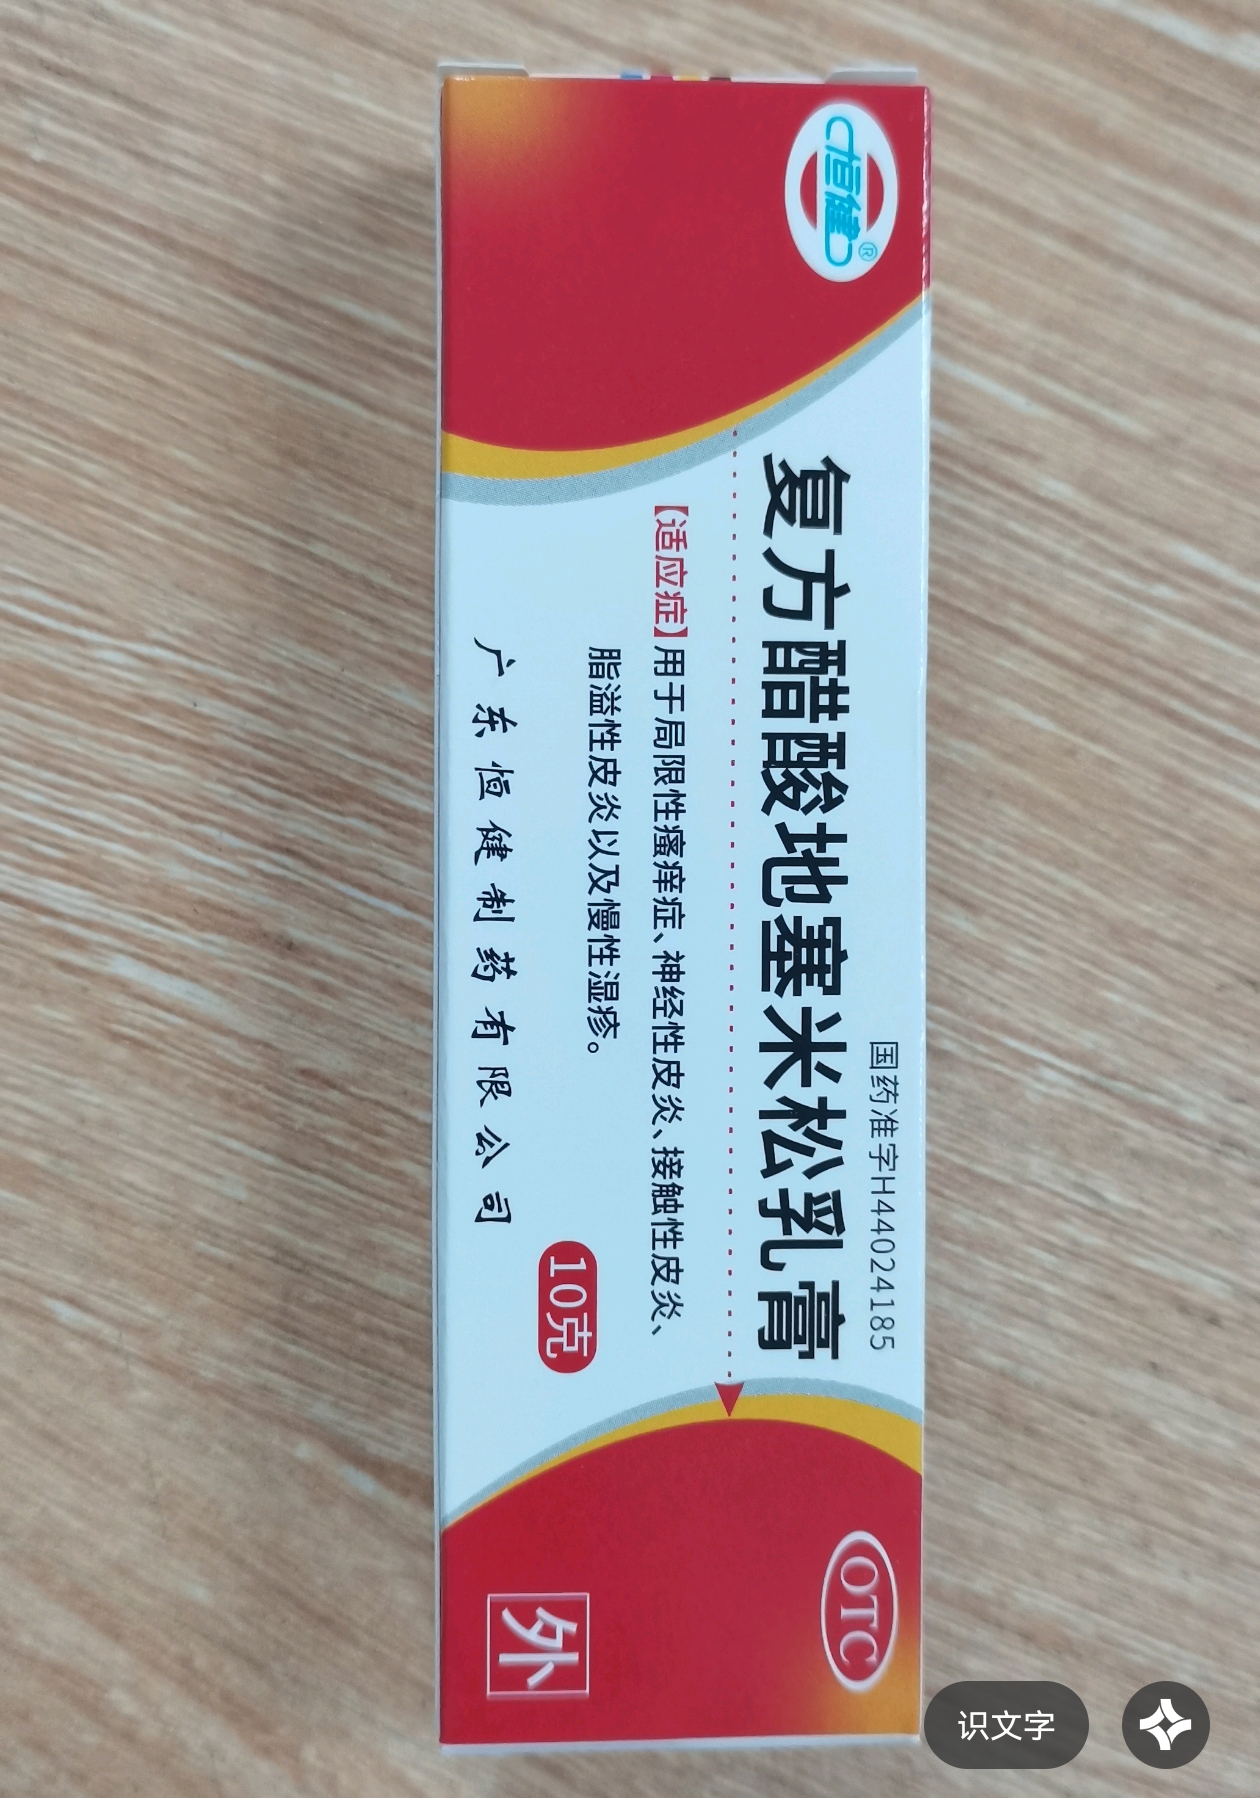 恒健®
国药准字H44024185
复方醋酸地塞米松乳膏
【适应症】用于局限性瘙痒症、神经性皮炎、接触性皮炎、
脂溢性皮炎以及慢性湿疹。
10克
广东恒健制药有限公司
OTC
外
识文字